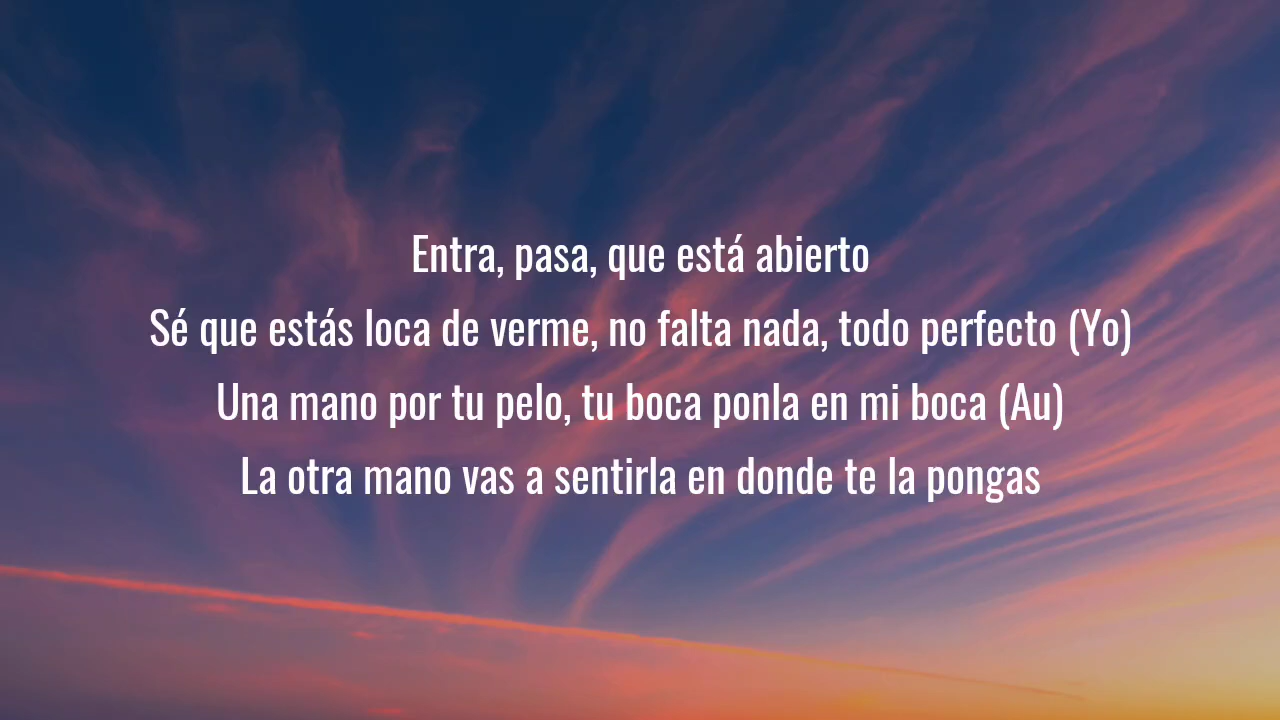 Entra, pasa, que está abierto
Sé que estás loca de verme, no falta nada, todo perfecto (Yo)
Una mano por tu pelo, tu boca ponla en mi boca (Au)
La otra mano vas a sentirla en donde te la pongas